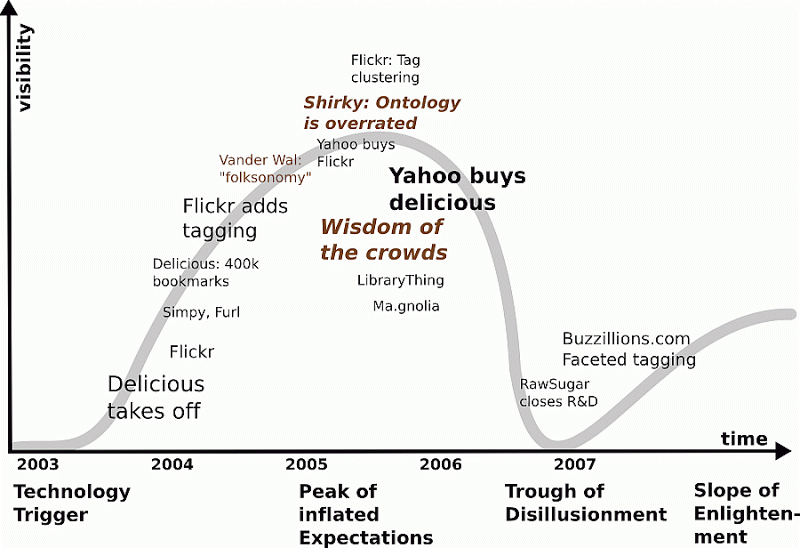 visibility
Flickr: Tag
clustering
Shirky: Ontology
is overrated
Yahoo buys
Flickr
Vander Wal:
"folksonomy"
Yahoo buys
delicious
Flickr adds
tagging
Wisdom of
the crowds
Delicious: 400k
bookmarks
LibraryThing
Simpy, Furl
Ma.gnolia
Flickr
Buzzillions.com
Faceted tagging
Delicious
takes off
RawSugar
closes R&D
time
2003
2004
2005
2006
2007
Technology
Trigger
Peak of
inflated
Expectations
Trough of
Disillusionment
Slope of
Enlighten-
ment